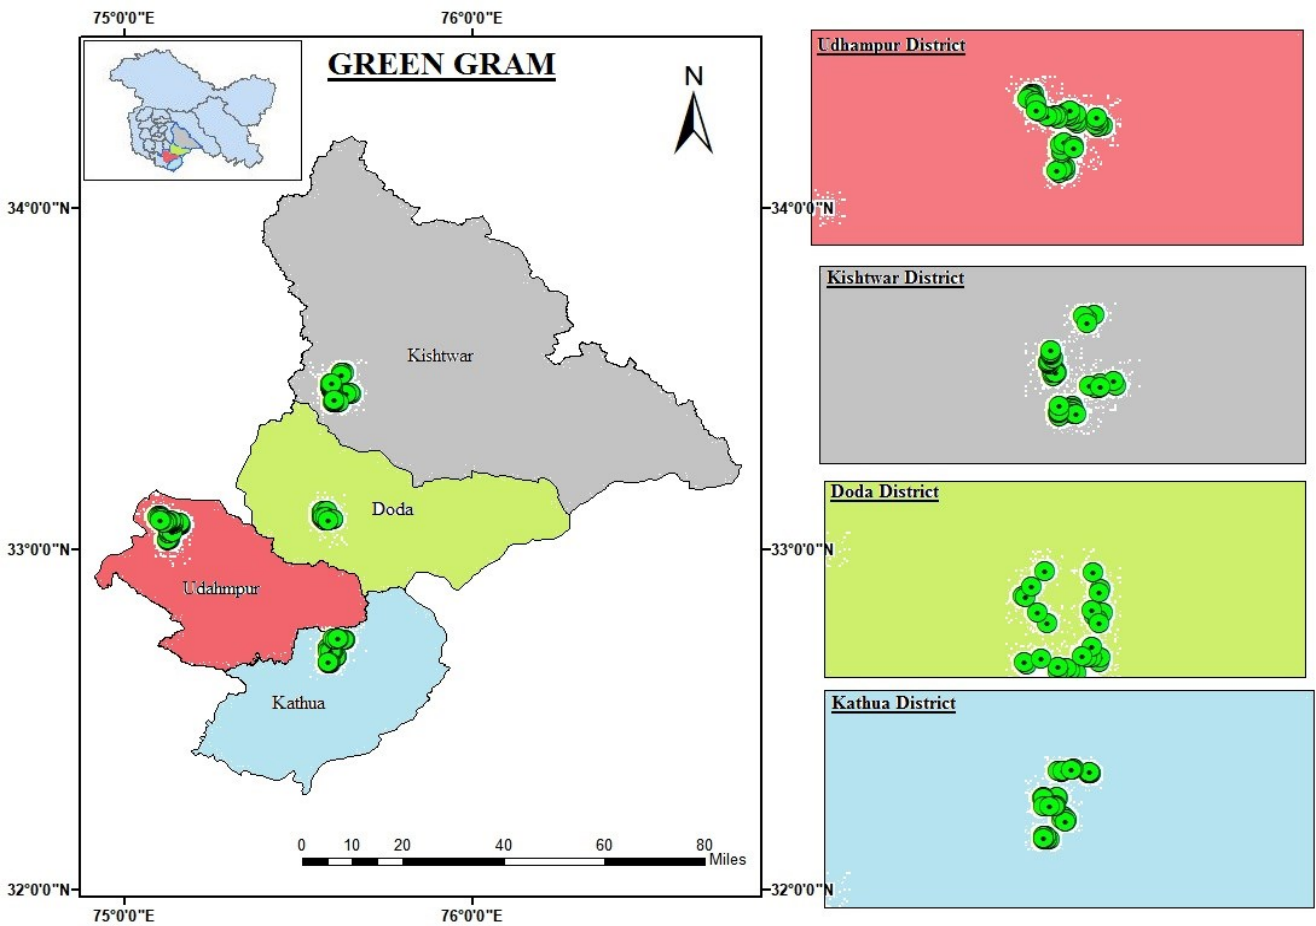 75°0'0"E 76°0'0"E
GREEN GRAM
N
34°0'0"N
33°0'0"N
32°0'0"N
Kishtwar
Doda
Udahmpur
Kathua
0 10 20 40 60 80
Miles
75°0'0"E 76°0'0"E
34°0'0"N
33°0'0"N
32°0'0"N
Udhampur District
Kishtwar District
Doda District
Kathua District